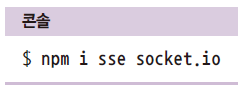 콘솔
$ npm i sse socket.io